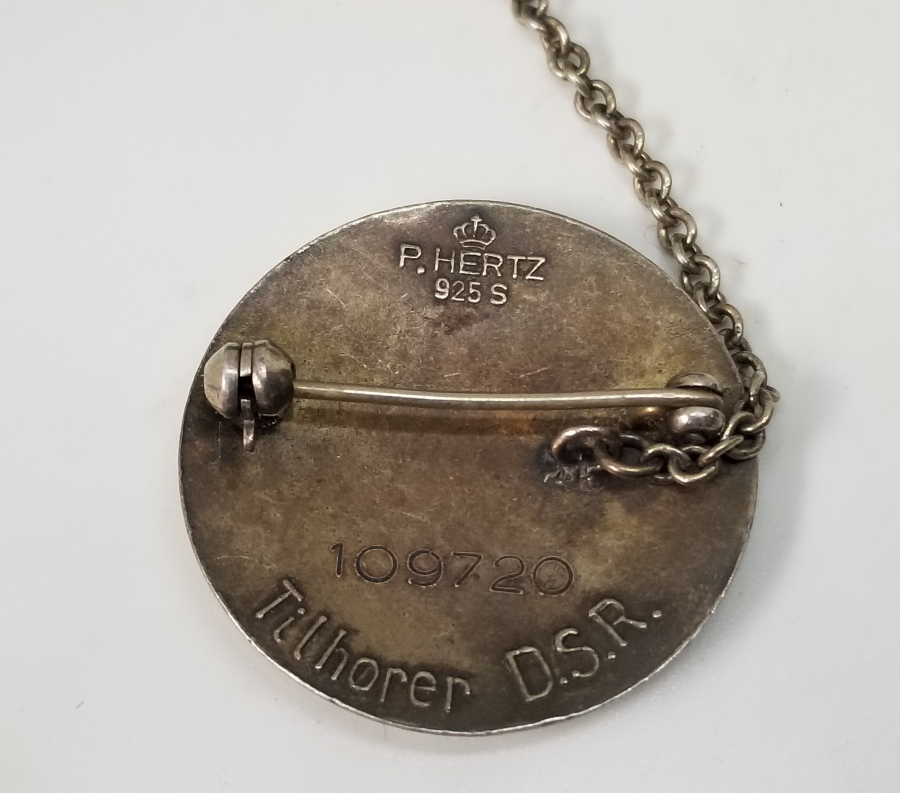 P. HERTZ
925 S
109720
Tilhorer D.S.R.